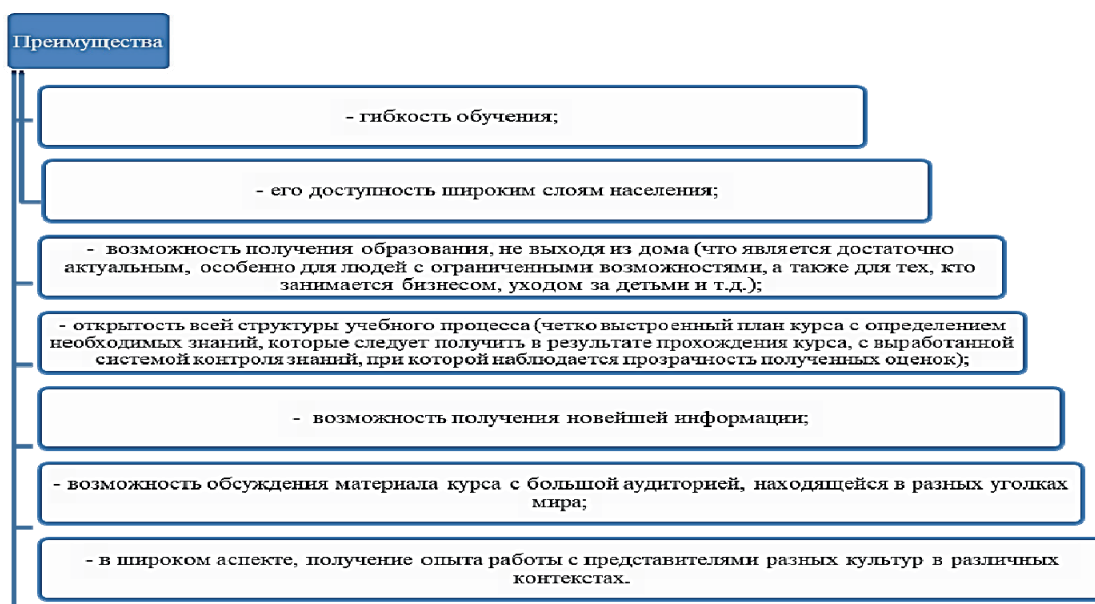 Преимущества
- гибкость обучения;
- его доступность широким слоям населения;
- возможность получения образования, не выходя из дома (что является достаточно
актуальным, особенно для людей с ограниченными возможностями, а также для тех, кто
занимается бизнесом, уходом за детьми и т.д.);
- открытость всей структуры учебного процесса (четко выстроенный план курса с определением
необходимых знаний, которые следует получить в результате прохождения курса, с выработанной
системой контроля знаний, при которой наблюдается прозрачность полученных оценок);
- возможность получения новейшей информации;
- возможность обсуждения материала курса с большой аудиторией, находящейся в разных уголках
мира;
- в широком аспекте, получение опыта работы с представителями разных культур в различных
контекстах.